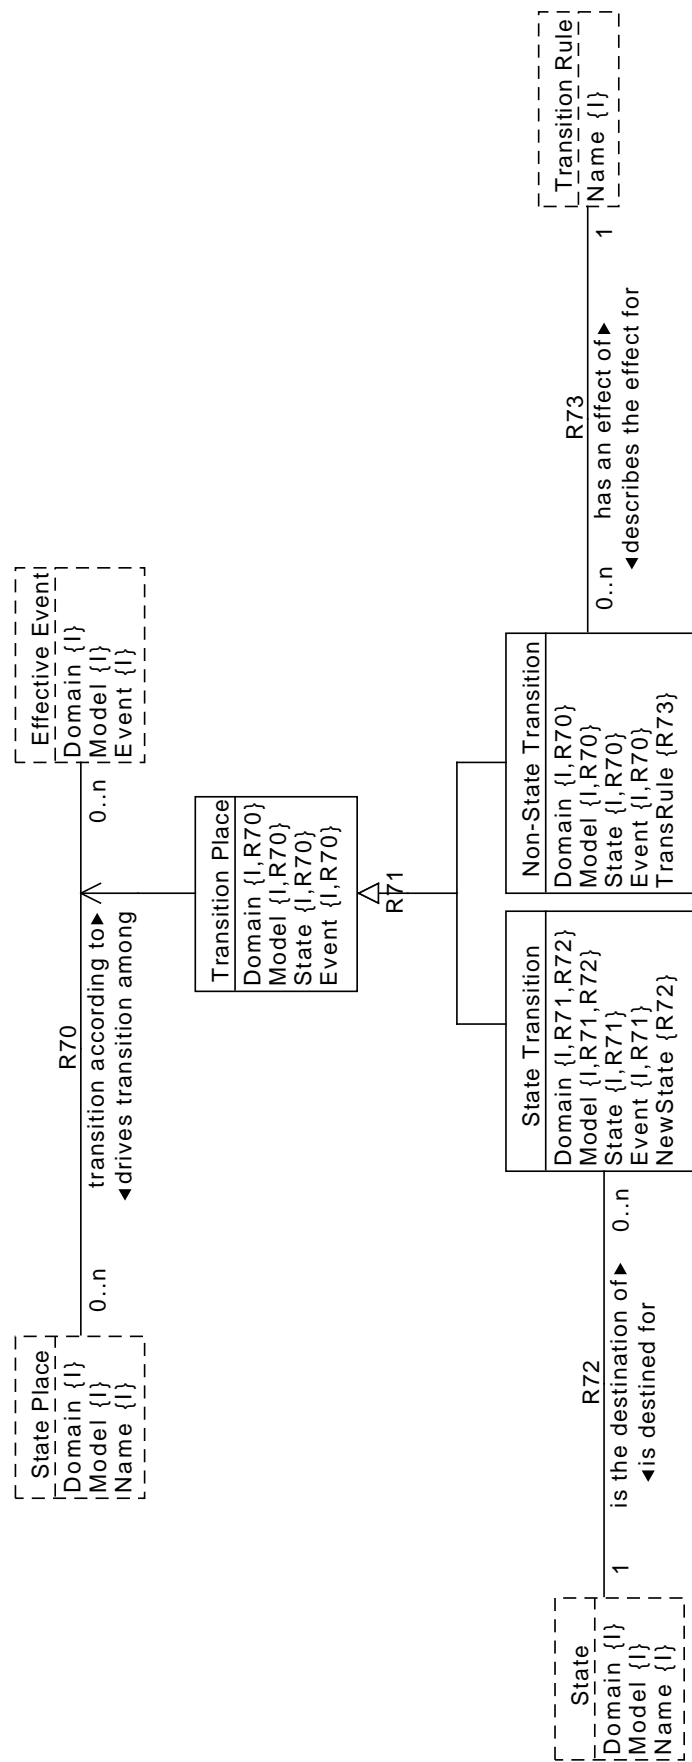 State Place
Domain {I}
Model {I}
Name {I}
R70
0..n
transition according to►
◄drives transition among
0..n
Effective Event
Domain {I}
Model {I}
Event {I}
Transition Place
Domain {I,R70}
Model {I,R70}
State {I,R70}
Event {I,R70}
R71
State
Domain {I}
Model {I}
Name {I}
R72
1
is the destination of►
◄is destined for
0..n
State Transition
Domain {I,R71,R72}
Model {I,R71,R72}
State {I,R71}
Event {I,R71}
NewState {R72}
Non-State Transition
Domain {I,R70}
Model {I,R70}
State {I,R70}
Event {I,R70}
TransRule {R73}
R73
0..n
has an effect of►
◄describes the effect for
1
Transition Rule
Name {I}